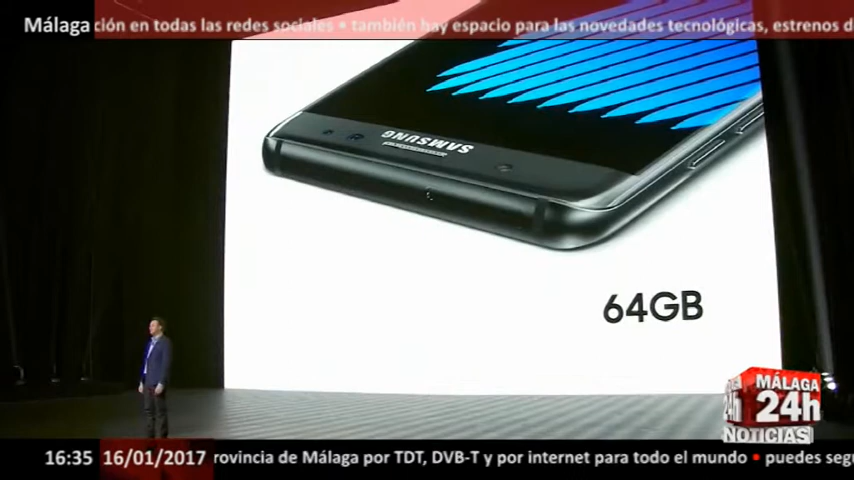 Málaga
ción en todas las redes sociales • también hay espacio para las novedades tecnológicas, estrenos d
SAMSUNG
64GB
MÁLAGA
24h 24h
NOTICIAS
16:35 16/01/2017 rovincia de Málaga por TDT, DVB-T y por internet para todo el mundo • puedes segu